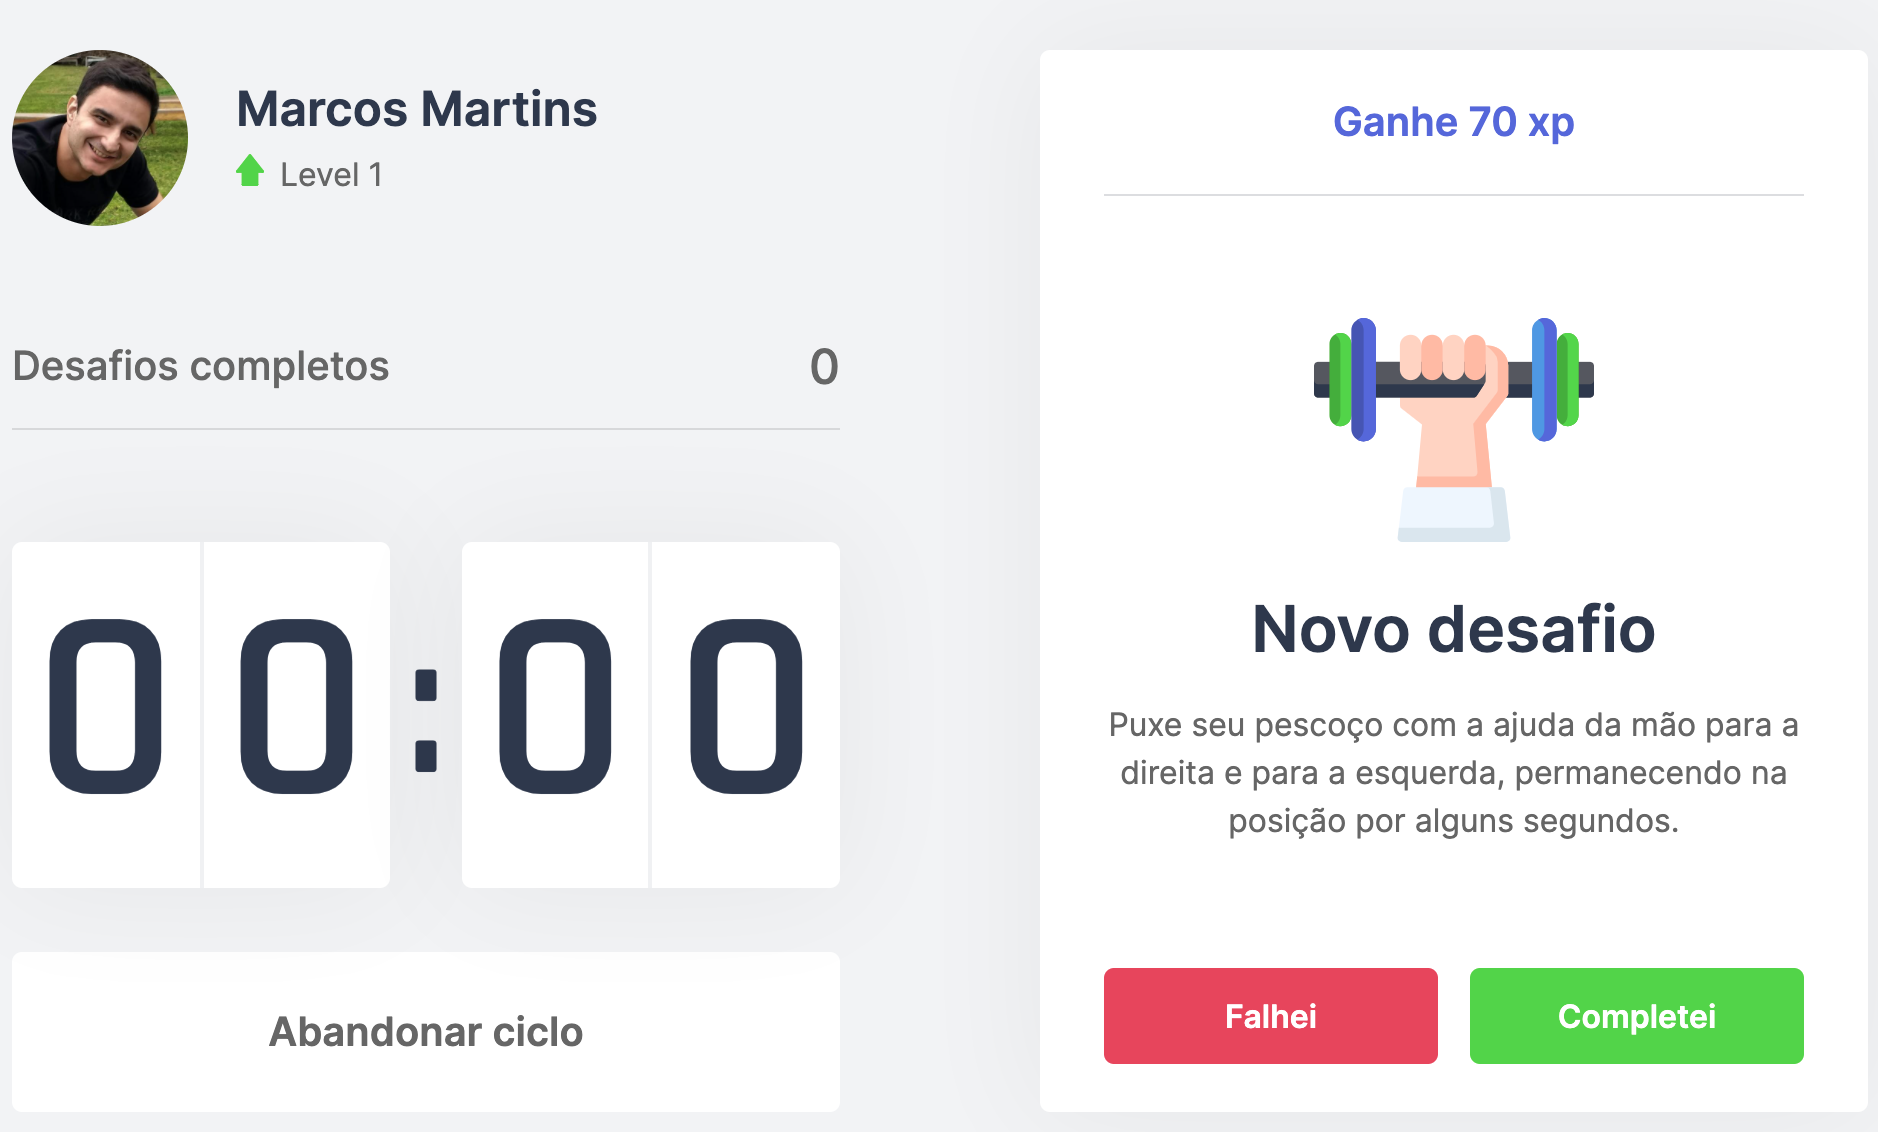 Marcos Martins
Level 1
Desafios completos 0
00:00
Abandonar ciclo
Ganhe 70 xp
Novo desafio
Puxe seu pescoço com a ajuda da mão para a
direita e para a esquerda, permanecendo na
posição por alguns segundos.
Falhei
Completei